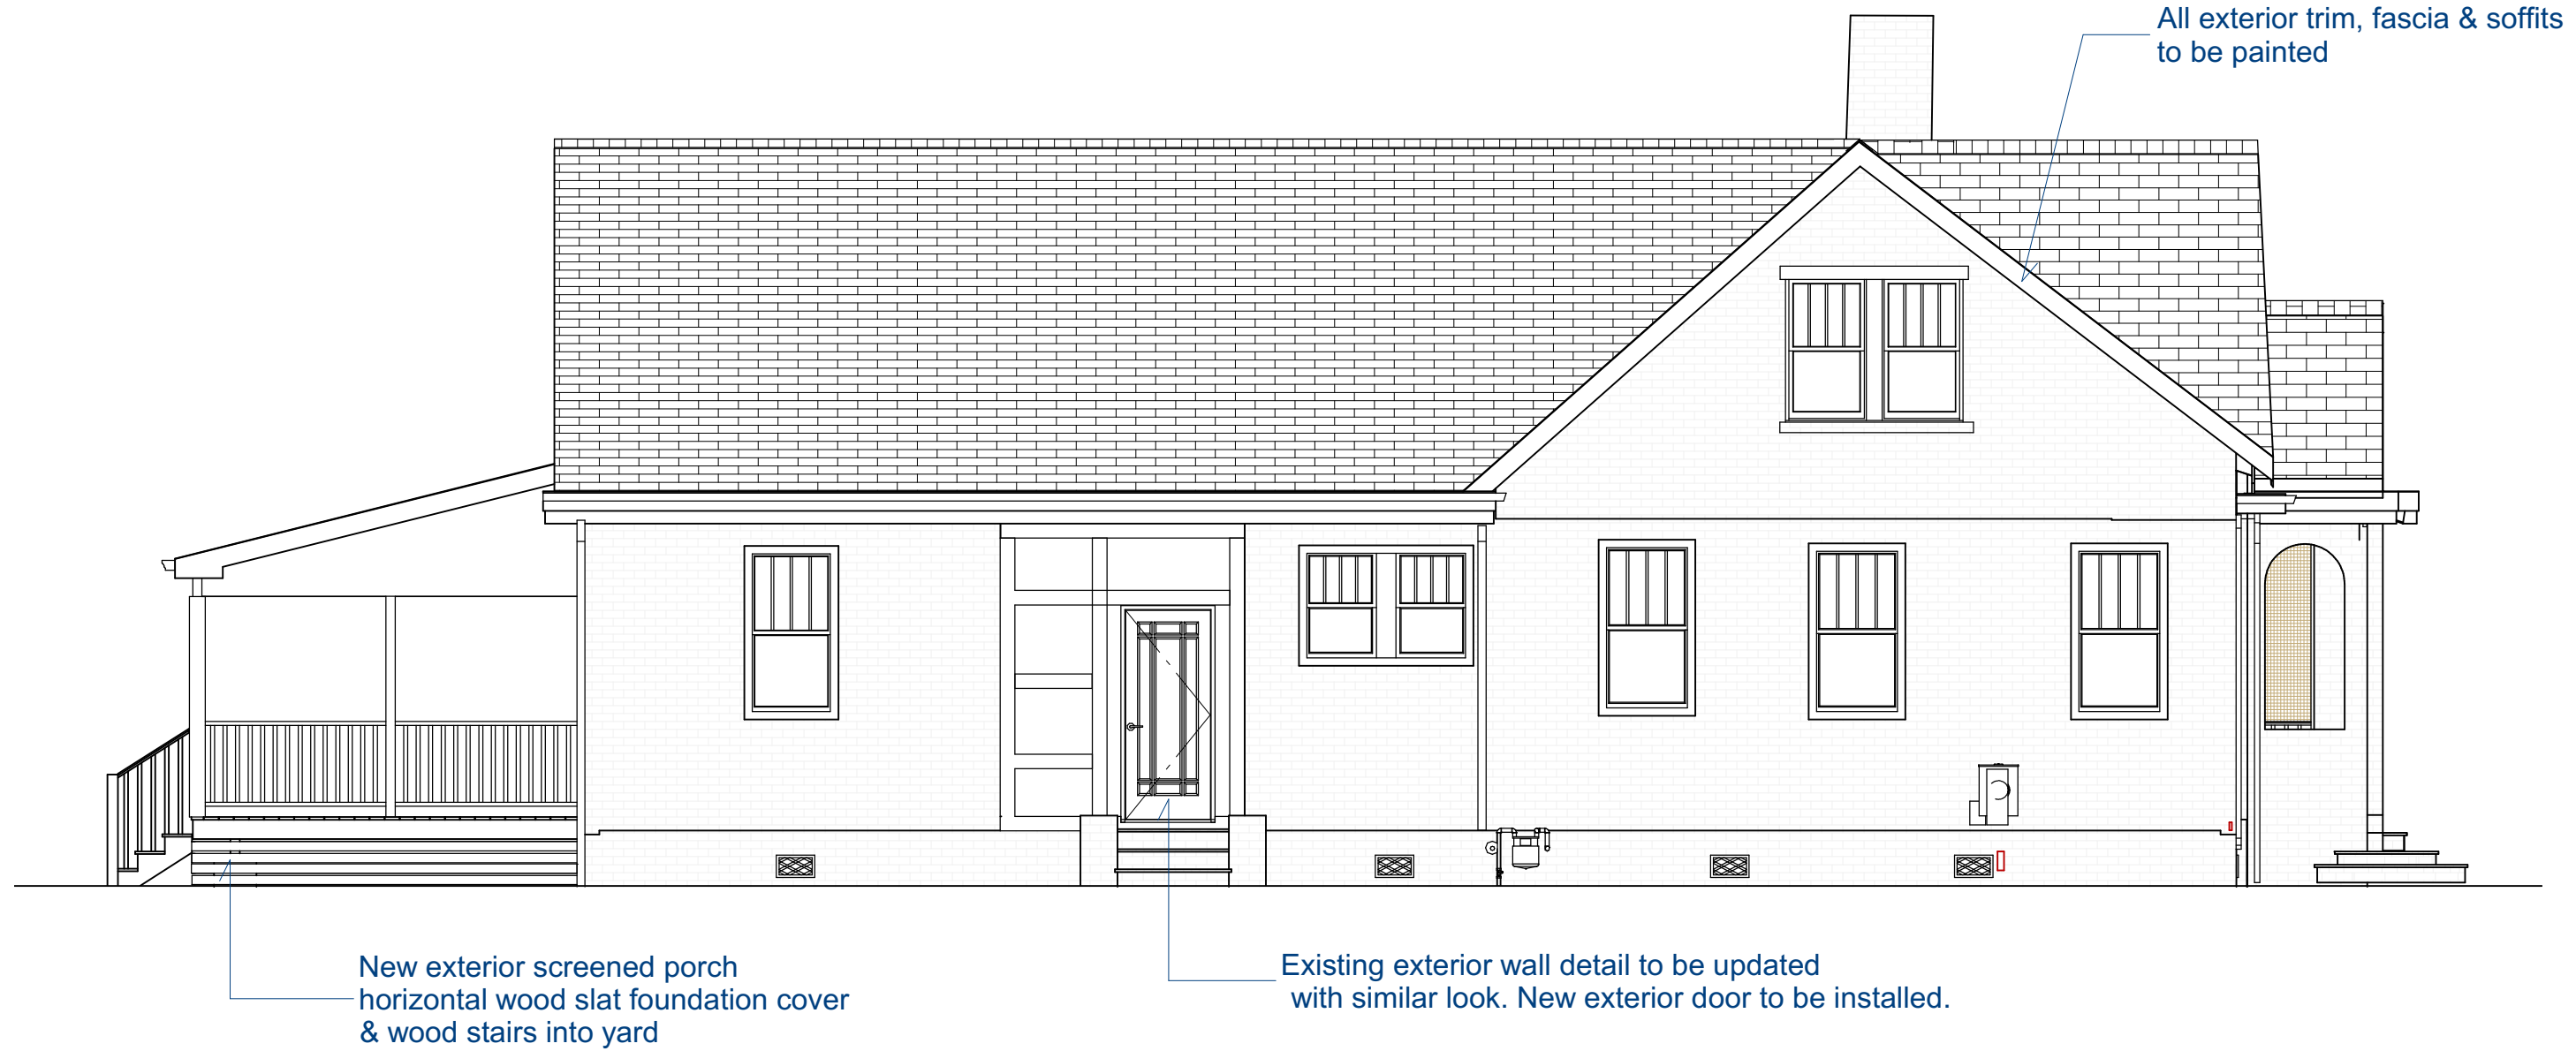 All exterior trim, fascia & soffits
to be painted
New exterior screened porch
horizontal wood slat foundation cover
& wood stairs into yard
Existing exterior wall detail to be updated
with similar look. New exterior door to be installed.